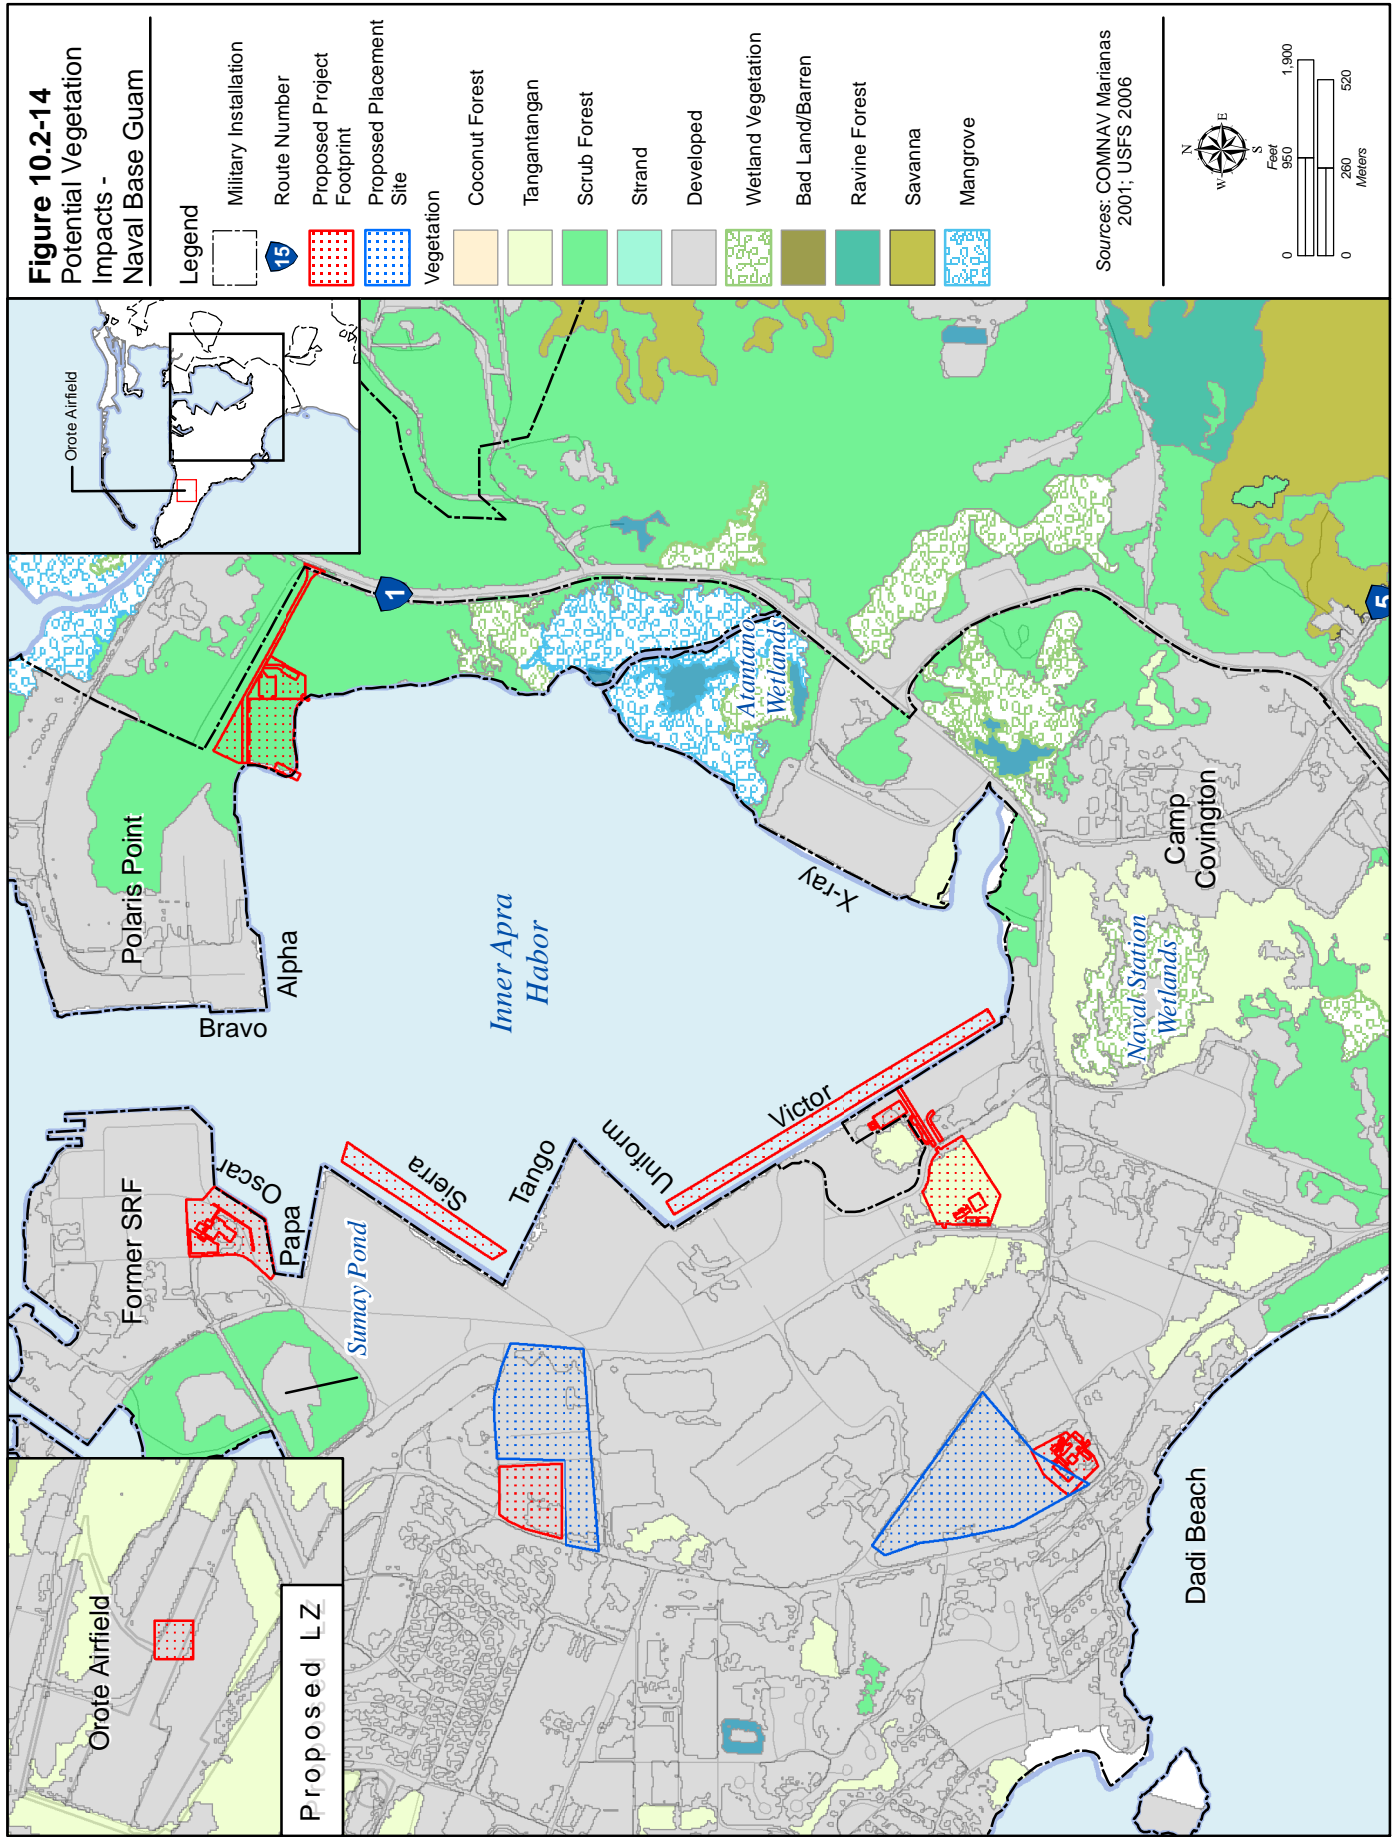 Figure 10.2-14
Potential Vegetation
Impacts -
Naval Base Guam
Legend
Military Installation
15
Route Number
Proposed Project
Footprint
Proposed Placement
Site
Vegetation
Coconut Forest
Tangantangan
Scrub Forest
Strand
Developed
Wetland Vegetation
Bad Land/Barren
Ravine Forest
Savanna
Mangrove
Sources: COMNAV Marianas
2001; USFS 2006
N
W
E
S
Feet
0
950
1,900
0
260
520
Meters
Orote Airfield
Polaris Point
Alpha
Bravo
1
Inner Apra
Habor
Atantano
Wetlands
X-ray
Camp
Covington
5
Naval Station
Wetlands
Former SRF
Oscar
Papa
Sierra
Tango
Uniform
Victor
Sumay Pond
Dadi Beach
Orote Airfield
Proposed LZ